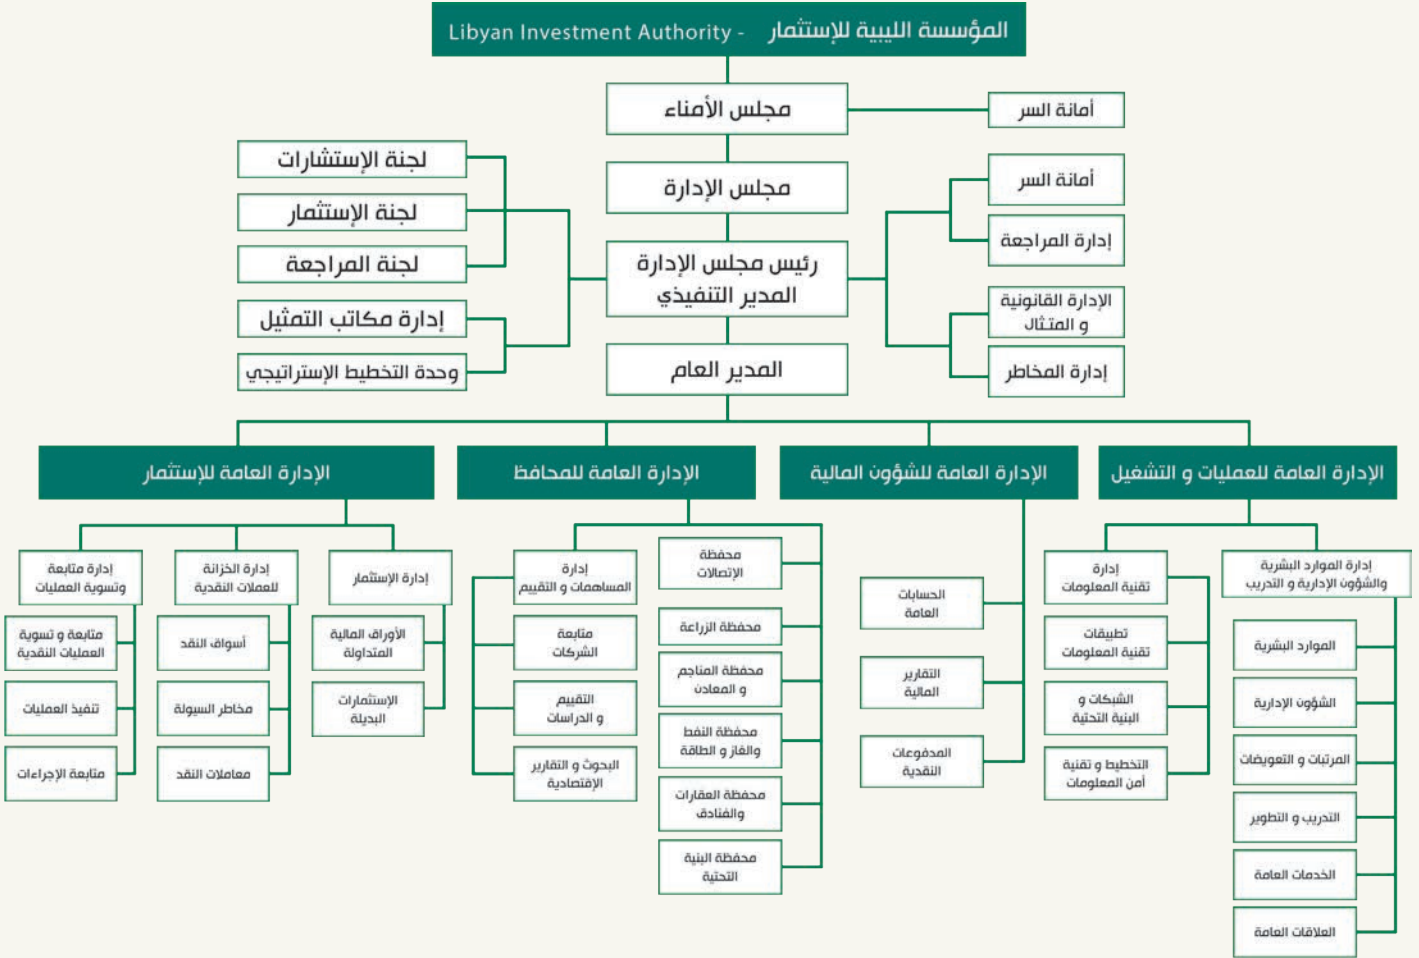 المؤسسة الليبية للإستثمار - Libyan Investment Authority
مجلس الأمناء
أمانة السر
مجلس الإدارة
رئيس مجلس الإدارة
المدير التنفيذي
المدير العام
أمانة السر
إدارة المراجعة
الإدارة القانونية
و المتثال
إدارة المخاطر
لجنة الإستشارات
لجنة الإستثمار
لجنة المراجعة
إدارة مكاتب التمثيل
وحدة التخطيط الإستراتيجي
الإدارة العامة للعمليات و التشغيل
إدارة الموارد البشرية
والشؤون الإدارية و التدريب
الموارد البشرية
الشؤون الإدارية
المرتبات و التعويضات
التدريب و التطوير
الخدمات العامة
العلاقات العامة
إدارة
تقنية المعلومات
تطبيقات
تقنية المعلومات
الشبكات و
البنية التحتية
التخطيط و تقنية
أمن المعلومات
الإدارة العامة للشؤون المالية
الحسابات
العامة
التقارير
المالية
المدفوعات
النقدية
الإدارة العامة للمحافظ
محفظة
الإتصالات
محفظة الزراعة
محفظة المناجم
و المعادن
محفظة النفط
والغاز و الطاقة
محفظة العقارات
والفنادق
محفظة البنية
التحتية
إدارة
المساهمات و التقييم
متابعة
الشركات
التقييم
و الدراسات
البحوث و التقارير
الإقتصادية
الإدارة العامة للإستثمار
إدارة الإستثمار
الأوراق المالية
المتداولة
الإستثمارات
البديلة
إدارة الخزانة
للعملات النقدية
أسواق النقد
مخاطر السيولة
معاملات النقد
إدارة متابعة
وتسوية العمليات
متابعة و تسوية
العمليات النقدية
تنفيذ العمليات
متابعة الإجراءات